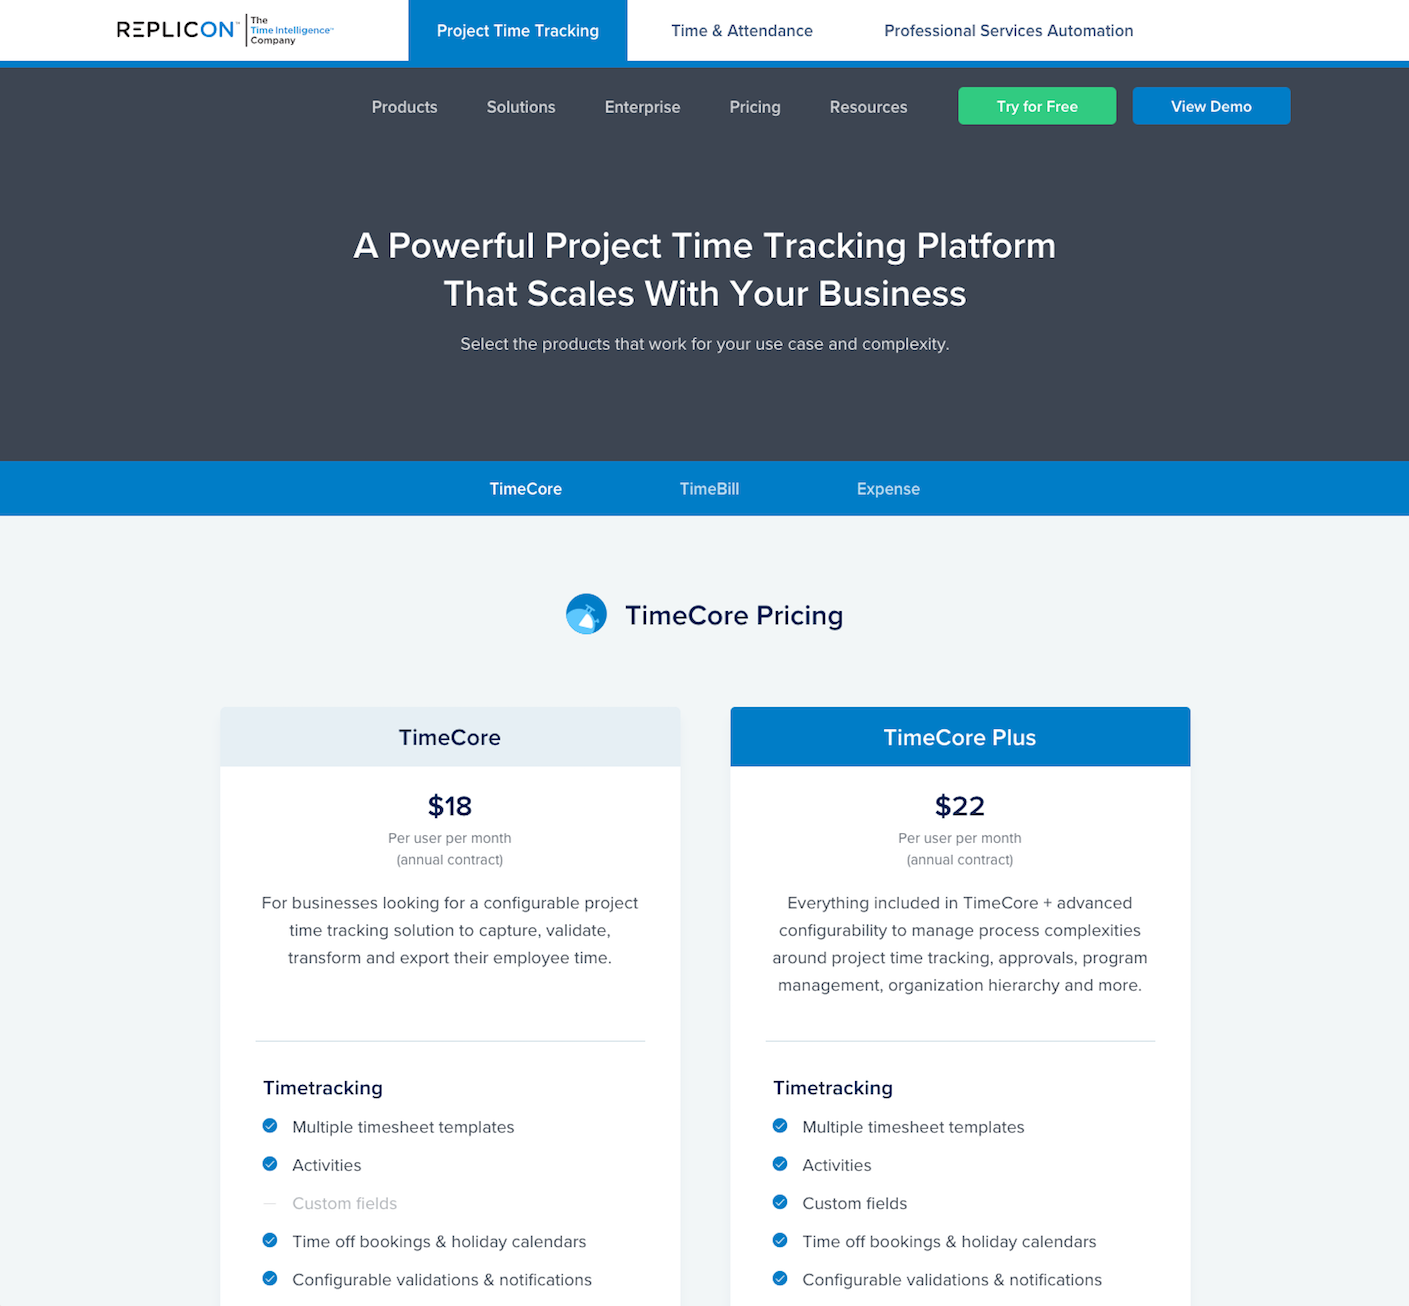 REPLICON™
The
Time Intelligence™
Company
Project Time Tracking
Time & Attendance
Professional Services Automation
Products
Solutions
Enterprise
Pricing
Resources
Try for Free
View Demo
A Powerful Project Time Tracking Platform
That Scales With Your Business
Select the products that work for your use case and complexity.
TimeCore
TimeBill
Expense
TimeCore Pricing
TimeCore
$18
Per user per month
(annual contract)
For businesses looking for a configurable project
time tracking solution to capture, validate,
transform and export their employee time.
Timetracking
Multiple timesheet templates
Activities
Custom fields
Time off bookings & holiday calendars
Configurable validations & notifications
TimeCore Plus
$22
Per user per month
(annual contract)
Everything included in TimeCore + advanced
configurability to manage process complexities
around project time tracking, approvals, program
management, organization hierarchy and more.
Timetracking
Multiple timesheet templates
Activities
Custom fields
Time off bookings & holiday calendars
Configurable validations & notifications